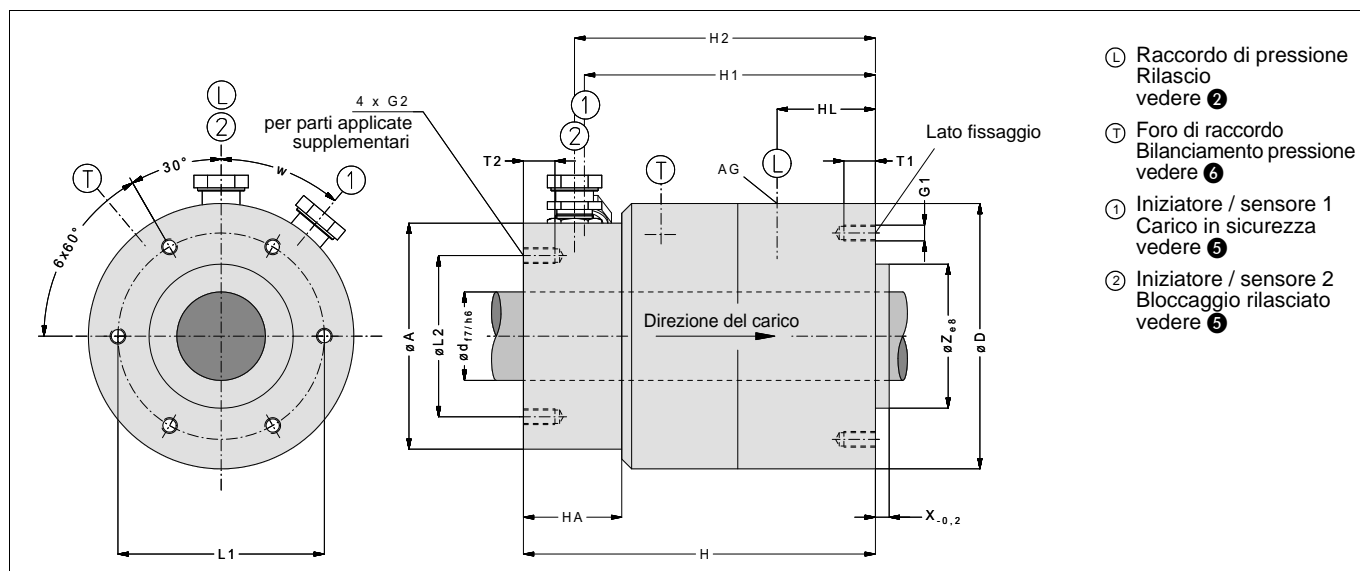 L
2
30°
w
1
T
6x60°
L1
4 x G2
per parti applicate
supplementari
H2
H1
HL
1
2
T2
T
L
AG
Lato fissaggio
T1
G1
øA
øL2
ød f7/h6
Direzione del carico
øZ e8
øD
HA
X -0,2
H
L Raccordo di pressione
Rilascio
vedere 2
T Foro di raccordo
Bilanciamento pressione
vedere 6
1 Iniziatore / sensore 1
Carico in sicurezza
vedere 5
2 Iniziatore / sensore 2
Bloccaggio rilasciato
vedere 5